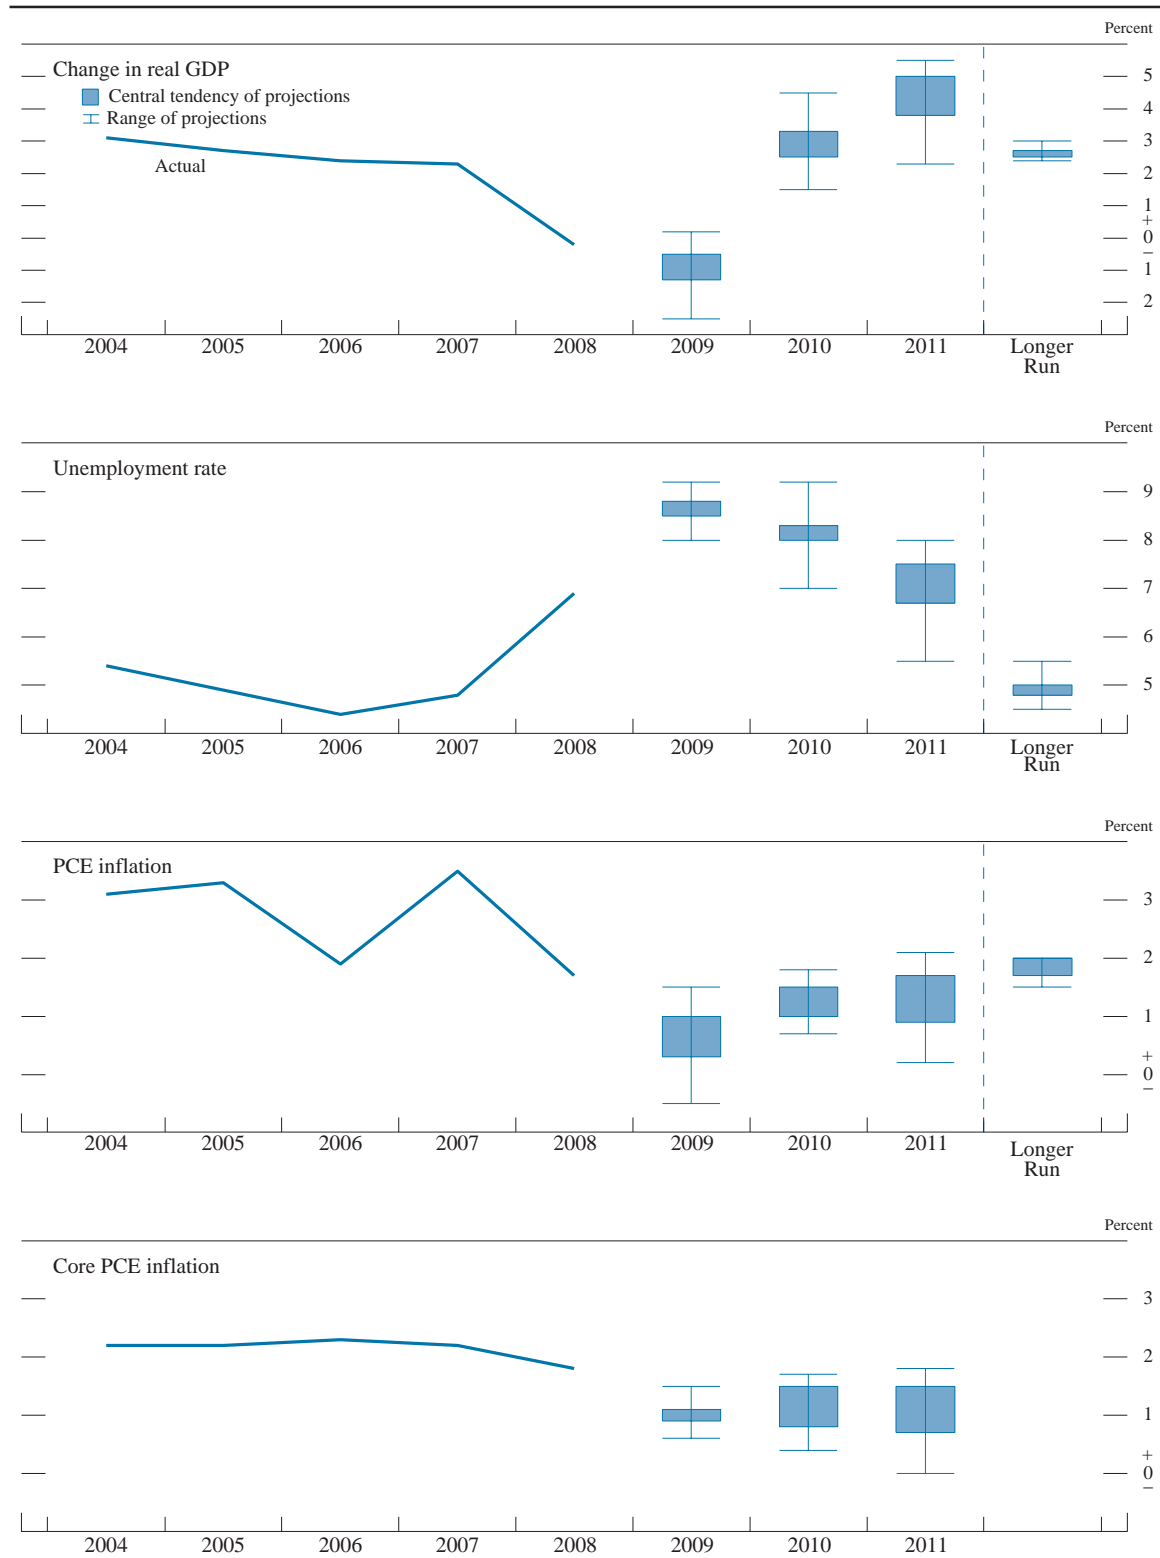 Percent
Change in real GDP
Central tendency of projections
Range of projections
Actual
5
4
3
2
1
+
0
–
1
2
2004 2005 2006 2007 2008 2009 2010 2011 Longer
Run
Percent
Unemployment rate
9
8
7
6
5
2004 2005 2006 2007 2008 2009 2010 2011 Longer
Run
Percent
PCE inflation
3
2
1
+
0
–
2004 2005 2006 2007 2008 2009 2010 2011 Longer
Run
Percent
Core PCE inflation
3
2
1
+
0
–
2004 2005 2006 2007 2008 2009 2010 2011